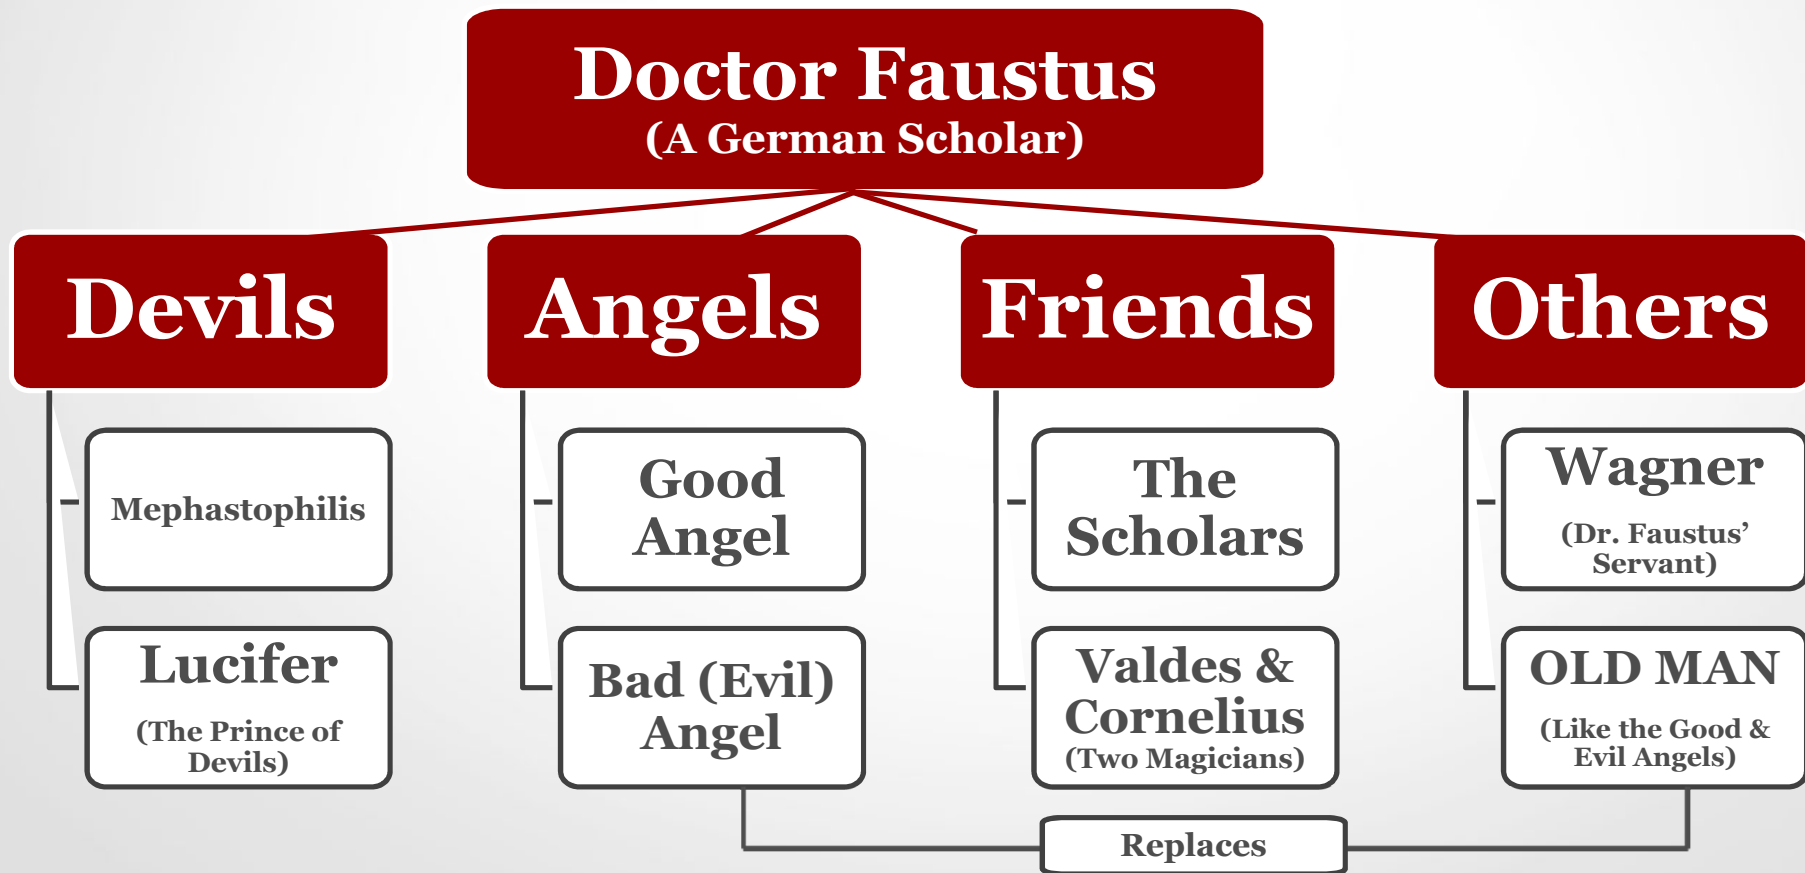 Doctor Faustus
(A German Scholar)
Devils
Angels
Friends
Others
Mephastophilis
Good
Angel
The
Scholars
Wagner
(Dr. Faustus’
Servant)
Lucifer
(The Prince of
Devils)
Bad (Evil)
Angel
Valdes &
Cornelius
(Two Magicians)
OLD MAN
(Like the Good &
Evil Angels)
Replaces